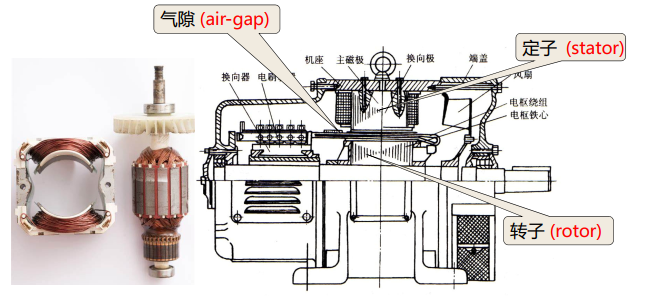 气隙 (air-gap)
定子 (stator)
机座
主磁极
换向极
端盖
换向器
电刷
风扇
电枢绕组
电枢铁心
转子 (rotor)